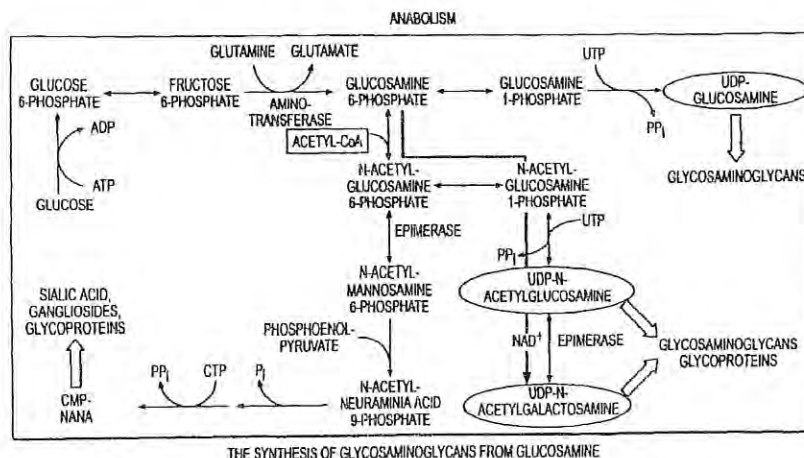 ANABOLISM
GLUTAMINE
GLUTAMATE
GLUCOSE
6-PHOSPHATE
FRUCTOSE
6-PHOSPHATE
AMINO-
TRANSFERASE
GLUCOSAMINE
6-PHOSPHATE
GLUCOSAMINE
1-PHOSPHATE
UTP
PPi
UDP-
GLUCOSAMINE
GLYCOSAMINOGLYCANS
ADP
ATP
GLUCOSE
ACETYL-CoA
N-ACETYL-
GLUCOSAMINE
6-PHOSPHATE
N-ACETYL-
GLUCOSAMINE
1-PHOSPHATE
EPIMERASE
UTP
PPi
N-ACETYL-
MANNOSAMINE
6-PHOSPHATE
UDP-N-
ACETYLGLUCOSAMINE
SIALIC ACID,
GANGLIOSIDES,
GLYCOPROTEINS
PHOSPHOENOL-
PYRUVATE
NAD†
EPIMERASE
GLYCOSAMINOGLYCANS
GLYCOPROTEINS
CMP-
NANA
PPi
CTP
Pi
N-ACETYL-
NEURAMINIA ACID
9-PHOSPHATE
UDP-N-
ACETYLGALACTOSAMINE
THE SYNTHESIS OF GLYCOSAMINOGLYCANS FROM GLUCOSAMINE